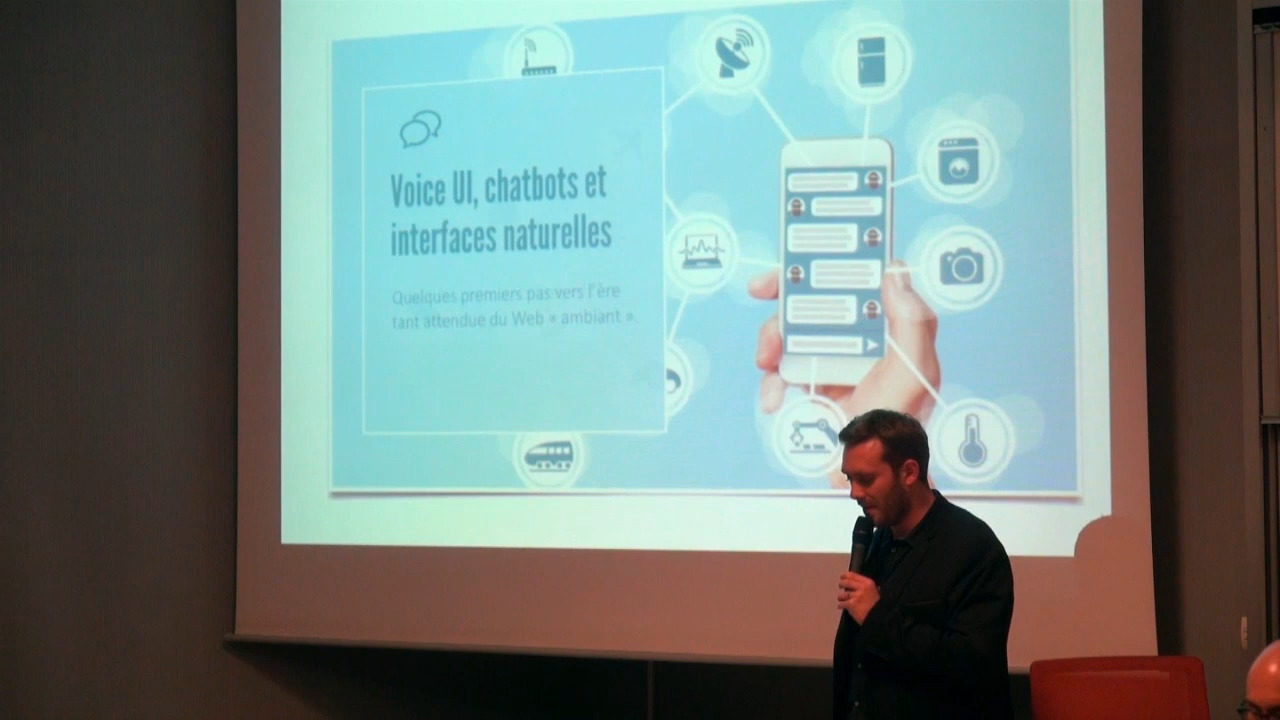 Voice UI, chatbots et
interfaces naturelles
Quelques premiers pas vers l'ère
tant attendue du Web « ambiant ».